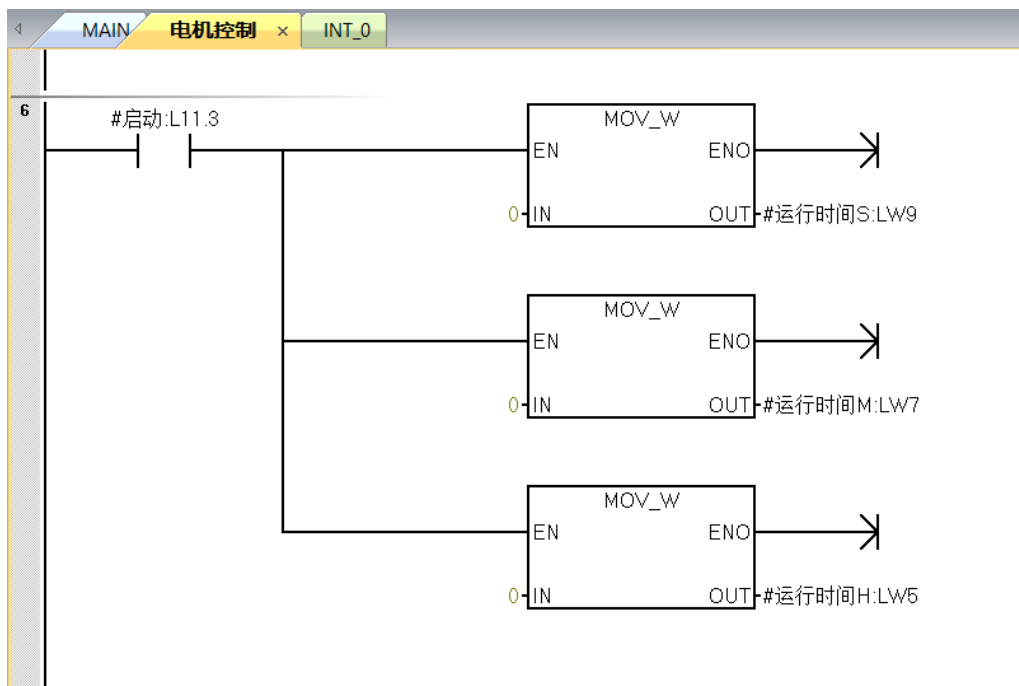 MAIN 电机控制 × INT_0
6
#启动:L11.3
MOV_W
EN ENO
0 IN OUT #运行时间S:LW9
MOV_W
EN ENO
0 IN OUT #运行时间M:LW7
MOV_W
EN ENO
0 IN OUT #运行时间H:LW5